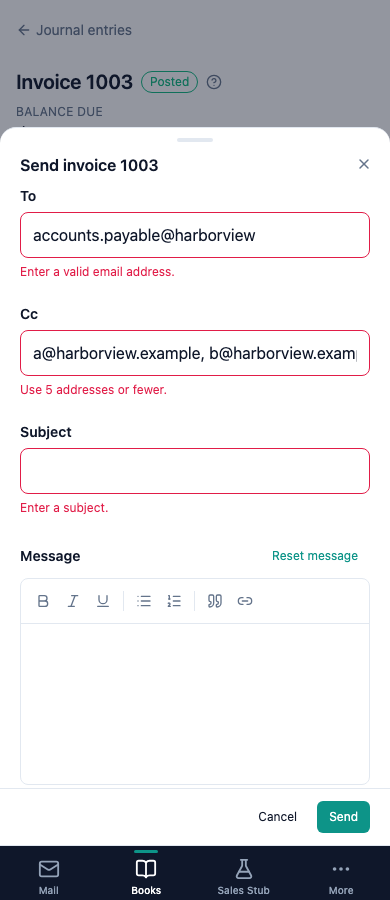 Journal entries
Invoice 1003 Posted
BALANCE DUE
Send invoice 1003
To
accounts.payable@harborview
Enter a valid email address.
Cc
a@harborview.example, b@harborview.exam
Use 5 addresses or fewer.
Subject
Enter a subject.
Message Reset message
B I U
Cancel Send
Mail Books Sales Stub More